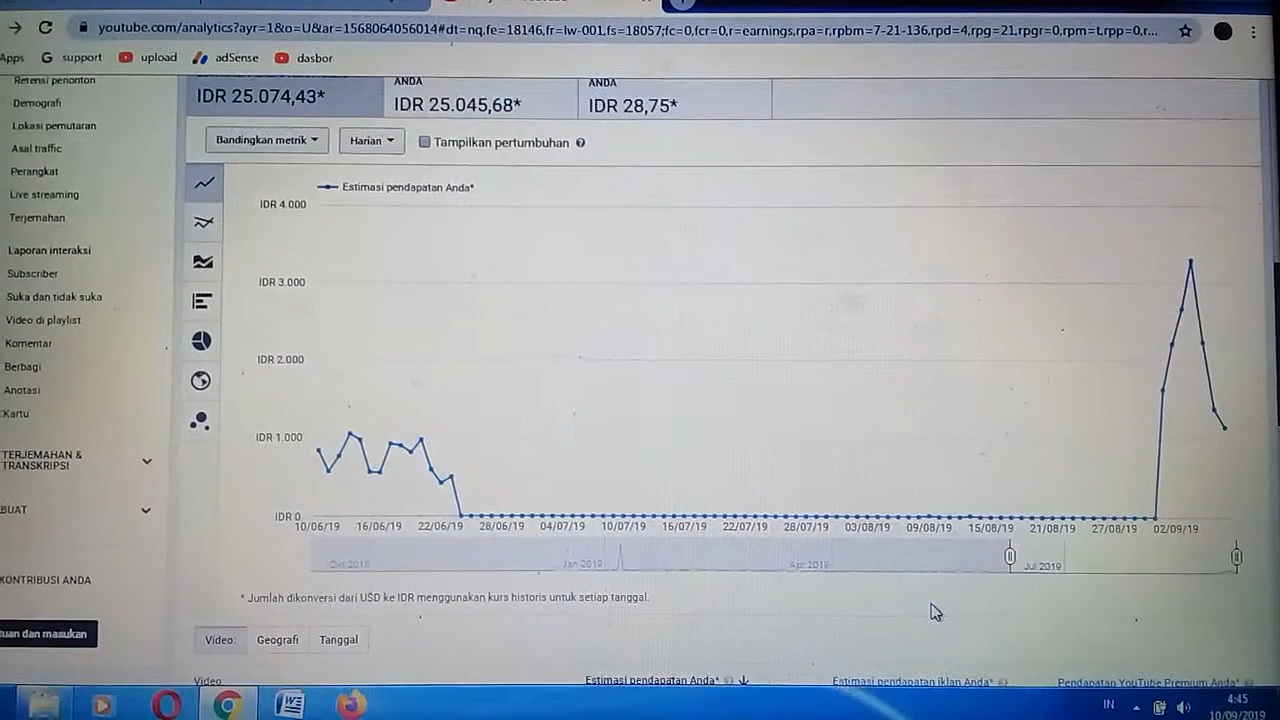 youtube.com/analytics?ayr=1&o=U&ar=1568064056014#dt=nq,fe=18146,fr=lw-001,fs=18057;fc=0,fcr=0,r=earnings,rpa=r,rpbm=7-21-136,rpd=4,rpg=21,rpgr=0,rpm=t,rpp=0,r...
Apps support upload adSense dasbor
Retensi penonton
Demografi
Lokasi pemutaran
Asal traffic
Perangkat
Live streaming
Terjemahan
Laporan interaksi
Subscriber
Suka dan tidak suka
Video di playlist
Komentar
Berbagi
Anotasi
Kartu
TERJEMAHAN &
TRANSKRIPSI
BUAT
KONTRIBUSI ANDA
dan masukan
ANDA ANDA
IDR 25.074,43* IDR 25.045,68* IDR 28,75*
Bandingkan metrik Harian Tampilkan pertumbuhan
Estimasi pendapatan Anda*
IDR 4.000
IDR 3.000
IDR 2.000
IDR 1.000
IDR 0
10/06/19 16/06/19 22/06/19 28/06/19 04/07/19 10/07/19 16/07/19 22/07/19 28/07/19 03/08/19 09/08/19 15/08/19 21/08/19 27/08/19 02/09/19
Okt 2018 Jan 2019 Apr 2019 Jul 2019
* Jumlah dikonversi dari USD ke IDR menggunakan kurs historis untuk setiap tanggal.
Video: Geografi Tanggal
Video Estimasi pendapatan Anda* Estimasi pendapatan iklan Anda* Pendapatan YouTube Premium Anda*
IN 4:45
10/09/2019